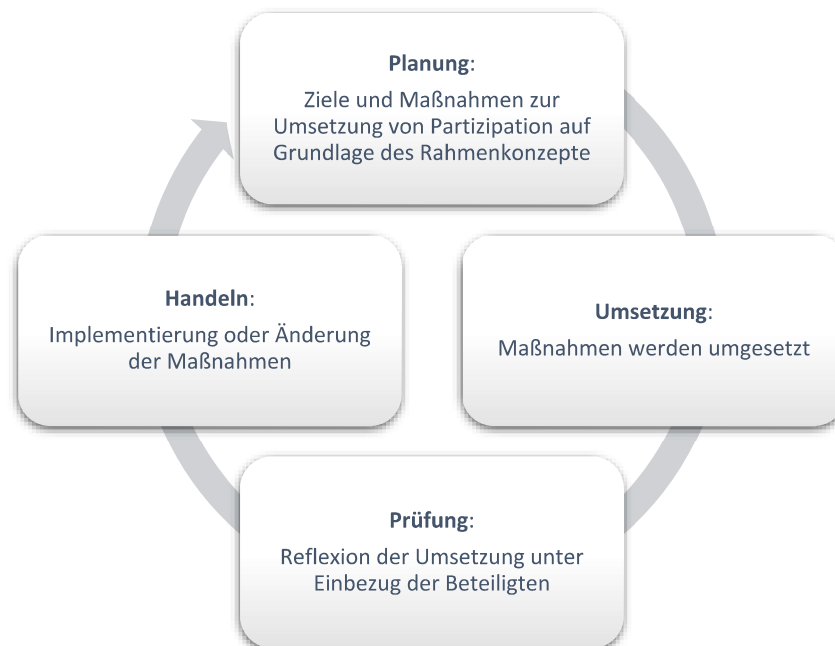 Planung:
Ziele und Maßnahmen zur
Umsetzung von Partizipation auf
Grundlage des Rahmenkonzepte
Umsetzung:
Maßnahmen werden umgesetzt
Prüfung:
Reflexion der Umsetzung unter
Einbezug der Beteiligten
Handeln:
Implementierung oder Änderung
der Maßnahmen